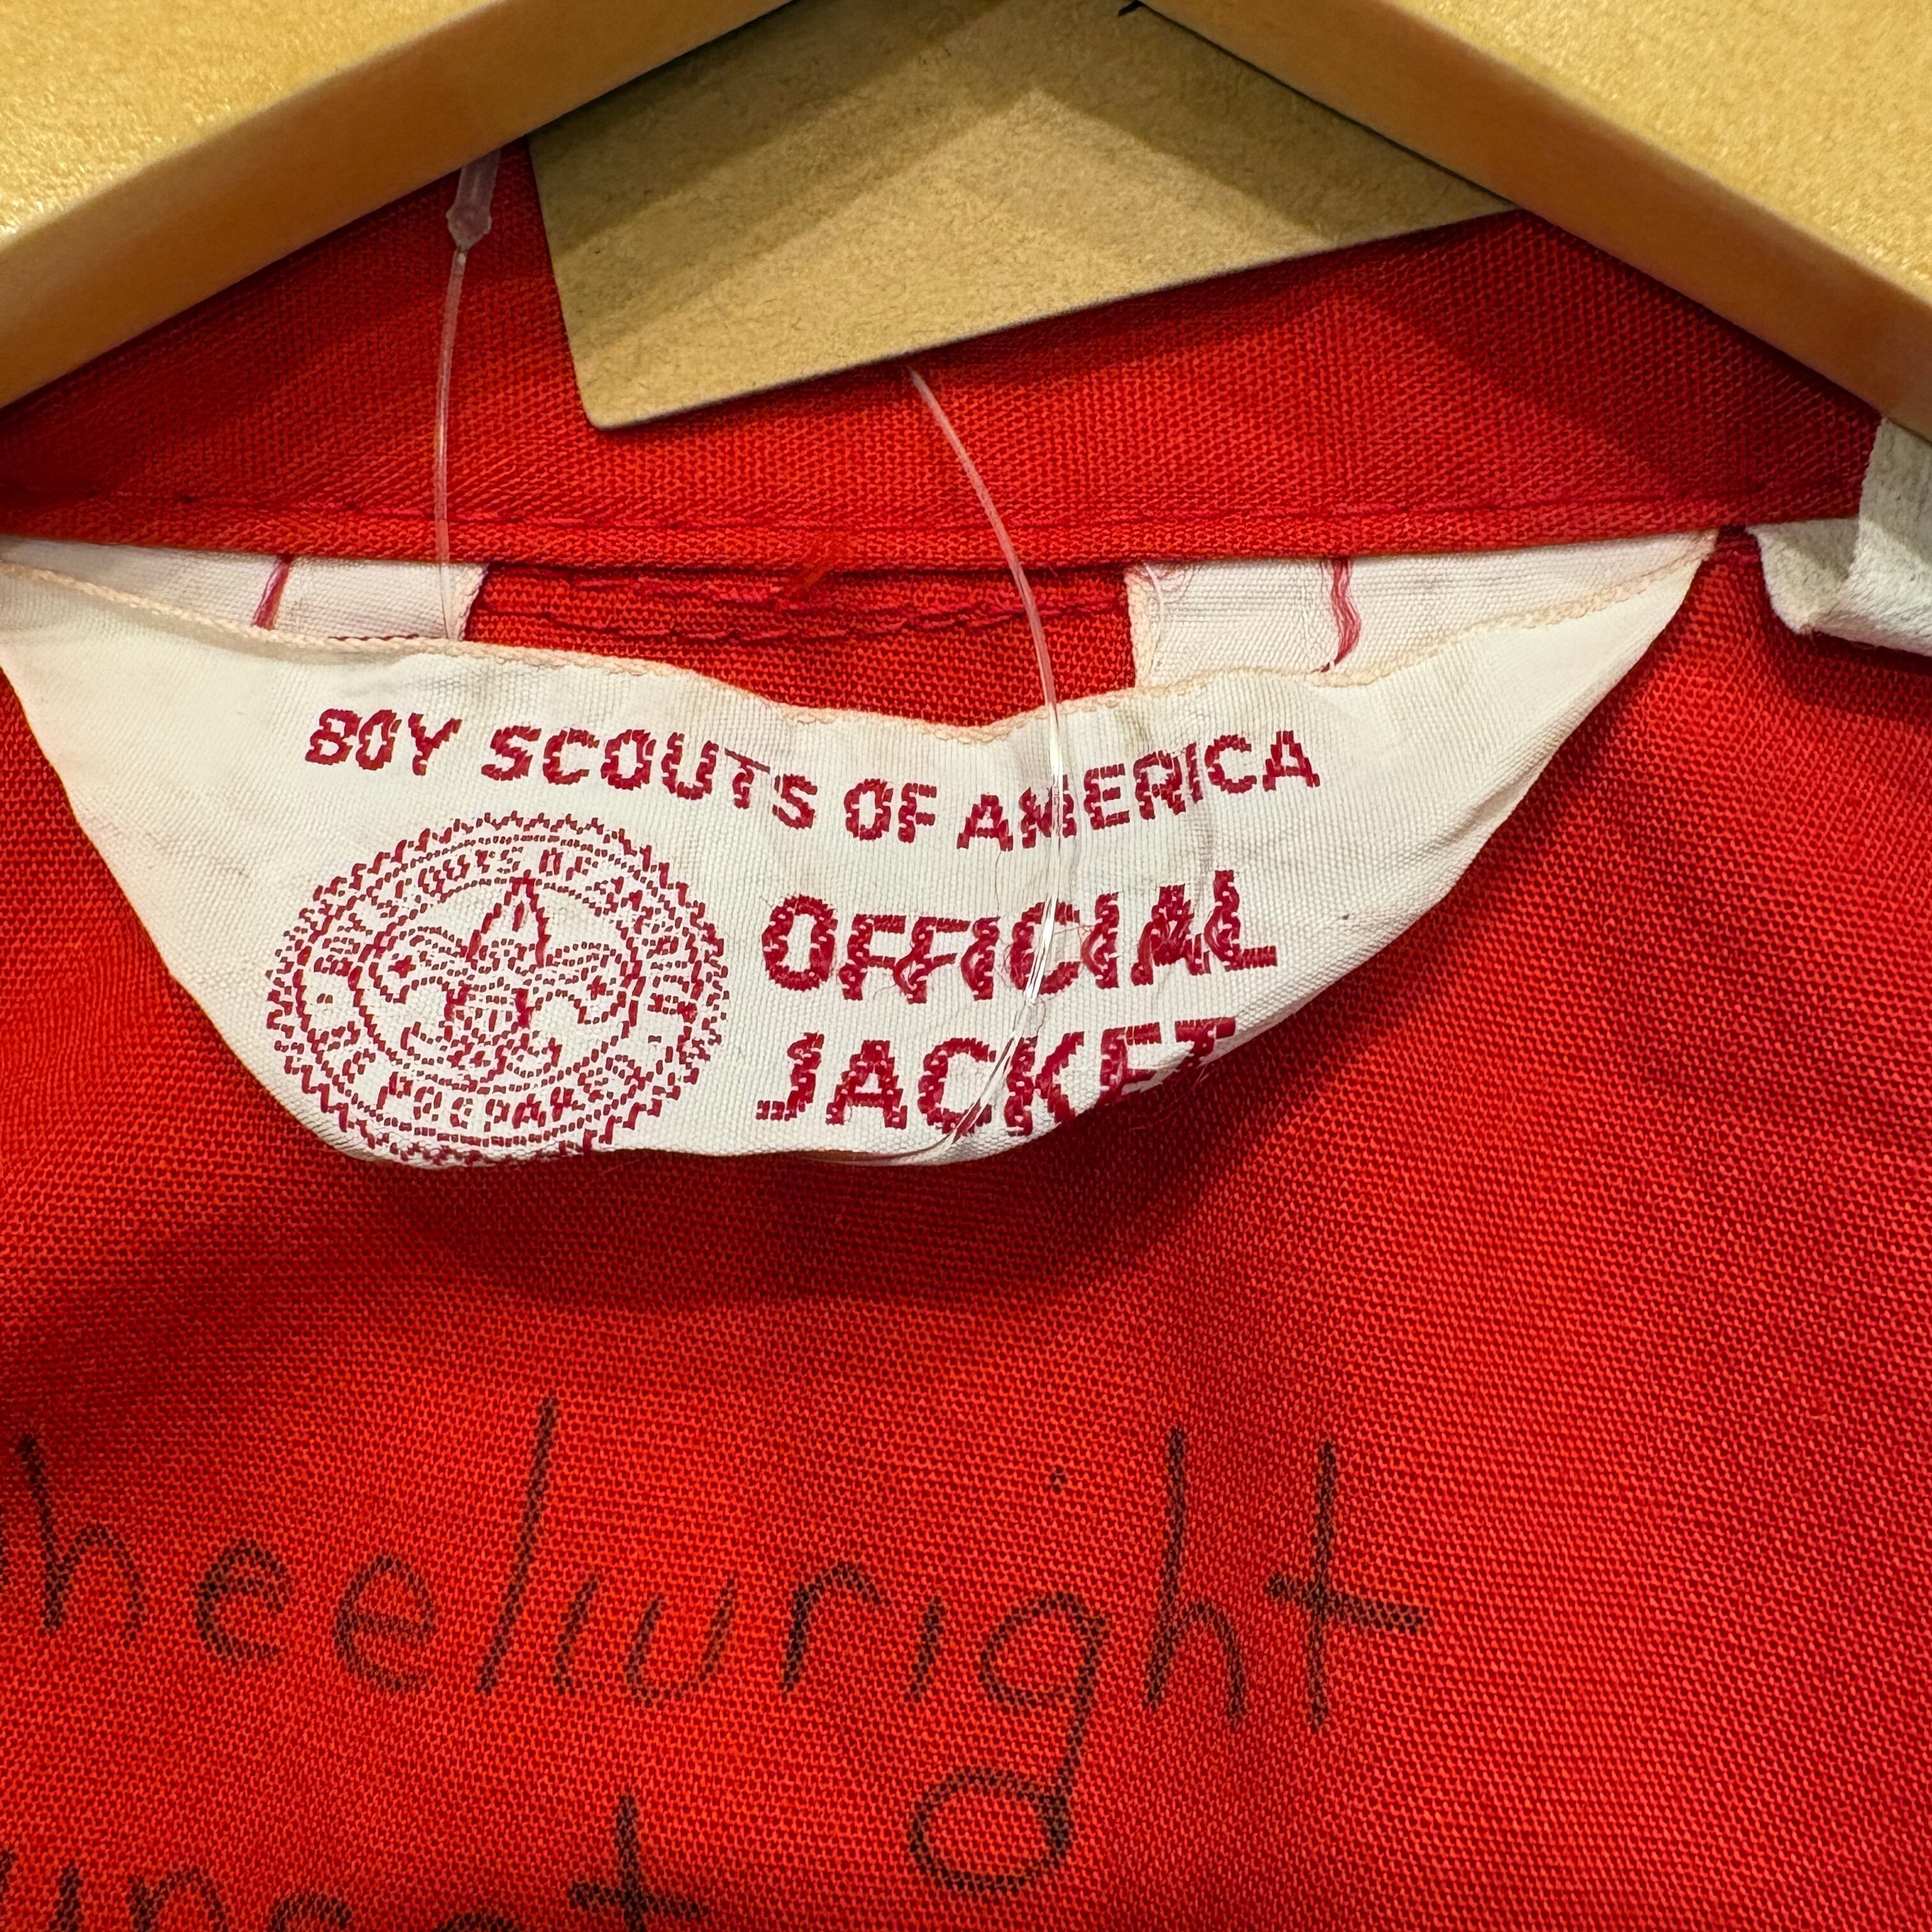 BOY SCOUTS OF AMERICA
OFFICIAL
JACKET
heelwright